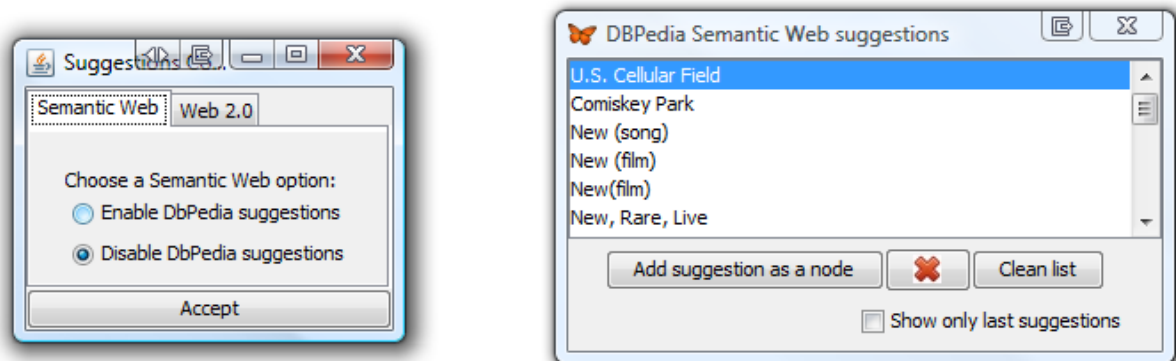 Suggestions Co...
Semantic Web Web 2.0
Choose a Semantic Web option:
Enable DbPedia suggestions
Disable DbPedia suggestions
Accept
DBPedia Semantic Web suggestions
U.S. Cellular Field
Comiskey Park
New (song)
New (film)
New(film)
New, Rare, Live
Add suggestion as a node Clean list
Show only last suggestions